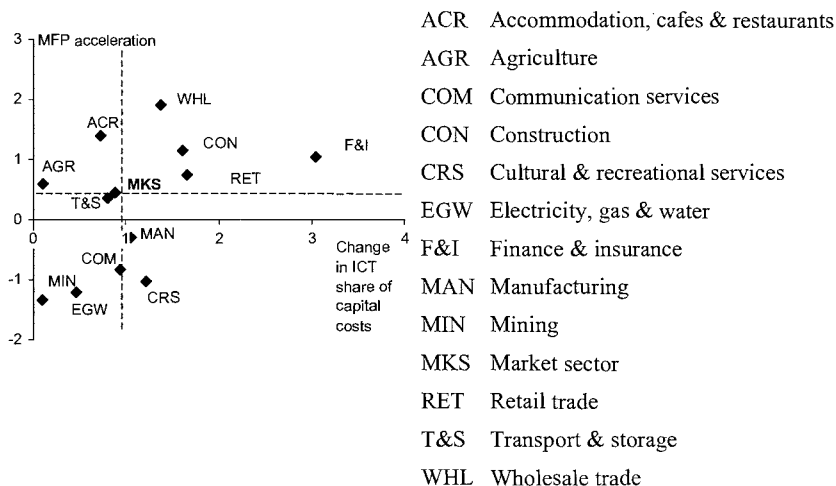 MFP acceleration
3
2
1
0
-1
-2
0
1
2
3
4
WHL
ACR
CON
F&I
AGR
MKS
RET
T&S
MAN
COM
MIN
EGW
CRS
Change
in ICT
share of
capital
costs
ACR Accommodation, cafes & restaurants
AGR Agriculture
COM Communication services
CON Construction
CRS Cultural & recreational services
EGW Electricity, gas & water
F&I Finance & insurance
MAN Manufacturing
MIN Mining
MKS Market sector
RET Retail trade
T&S Transport & storage
WHL Wholesale trade